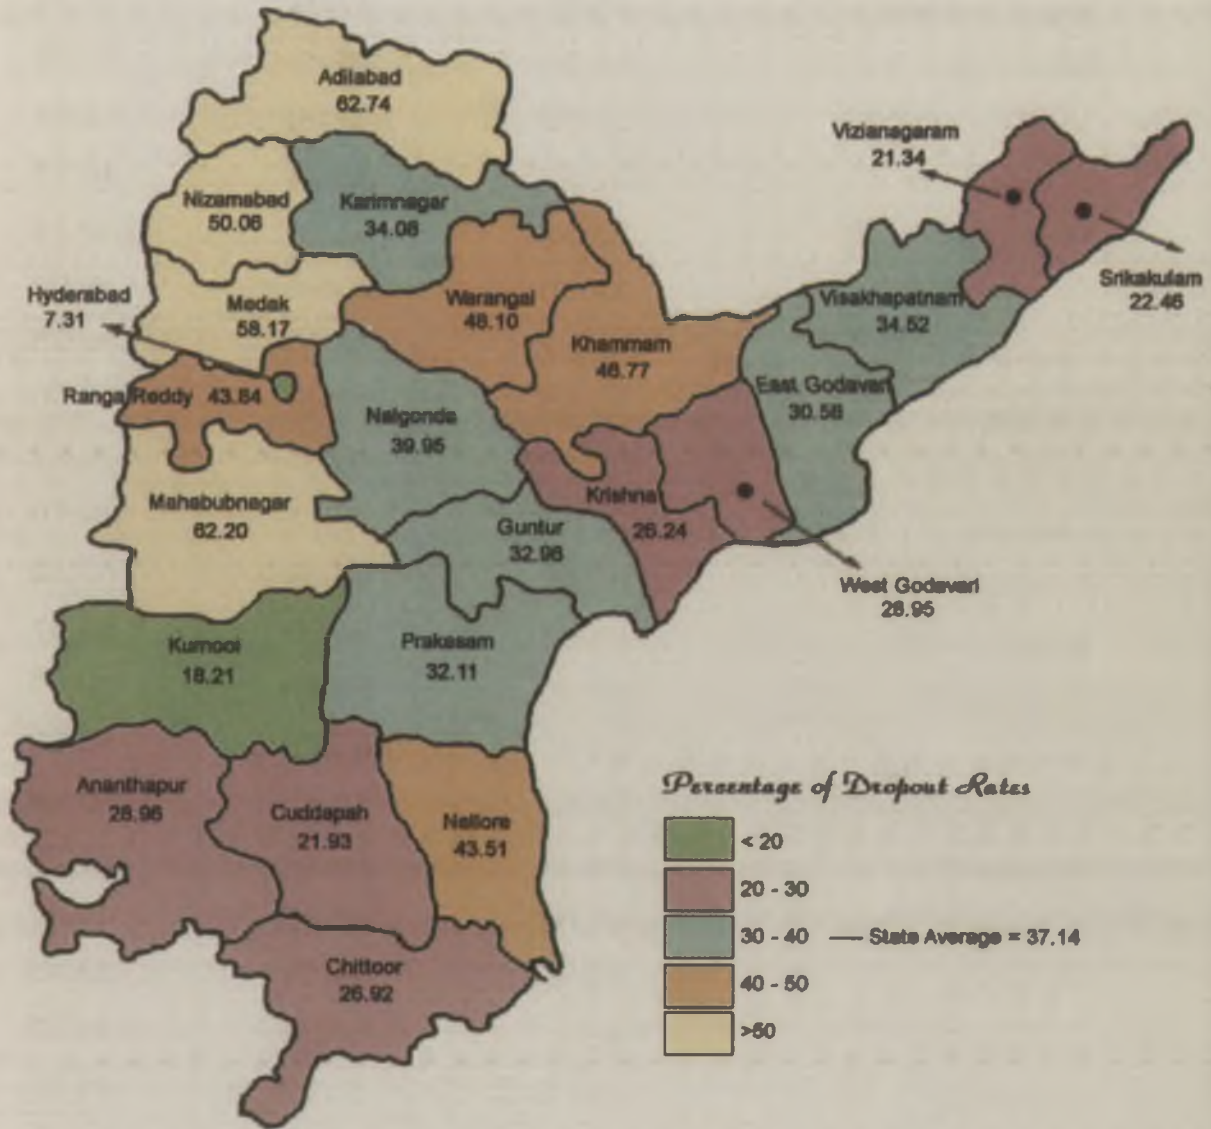 Adilabad
62.74
Vizianagaram
21.34
Nizamabad
50.06
Karimnagar
34.08
Srikakulam
22.46
Hyderabad
7.31
Medak
58.17
Warangal
48.10
Visakhapatnam
34.52
Khammam
46.77
Ranga Reddy 43.84
East Godavari
30.58
Nalgonda
39.95
Mahabubnagar
62.20
Krishna
26.24
Guntur
32.98
West Godavari
28.95
Kurnool
18.21
Prakasam
32.11
Ananthapur
28.96
Cuddapah
21.93
Nellore
43.51
Chittoor
26.92
Percentage of Dropout Rates
< 20
20 - 30
30 - 40 — State Average = 37.14
40 - 50
>50